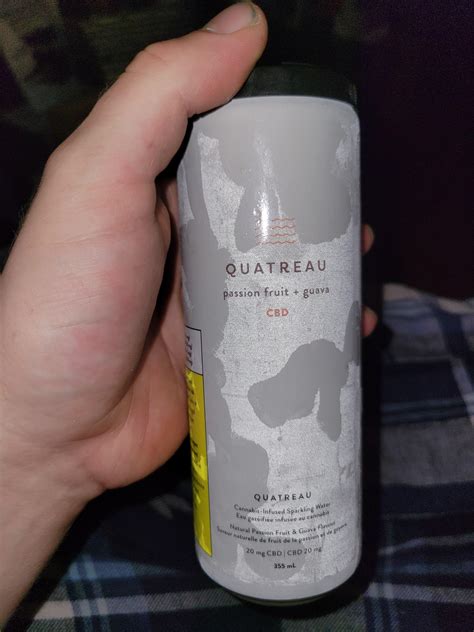 QUATREAU
passion fruit + guava
CBD
QUATREAU
Cannabis-Infused Sparkling Water
Eau gazéifiée infusée au cannabis
Natural Passion Fruit & Guava Flavour
Saveur naturelle de fruit de la passion et de goyave
20 mg CBD | CBD 20 mg
355 mL